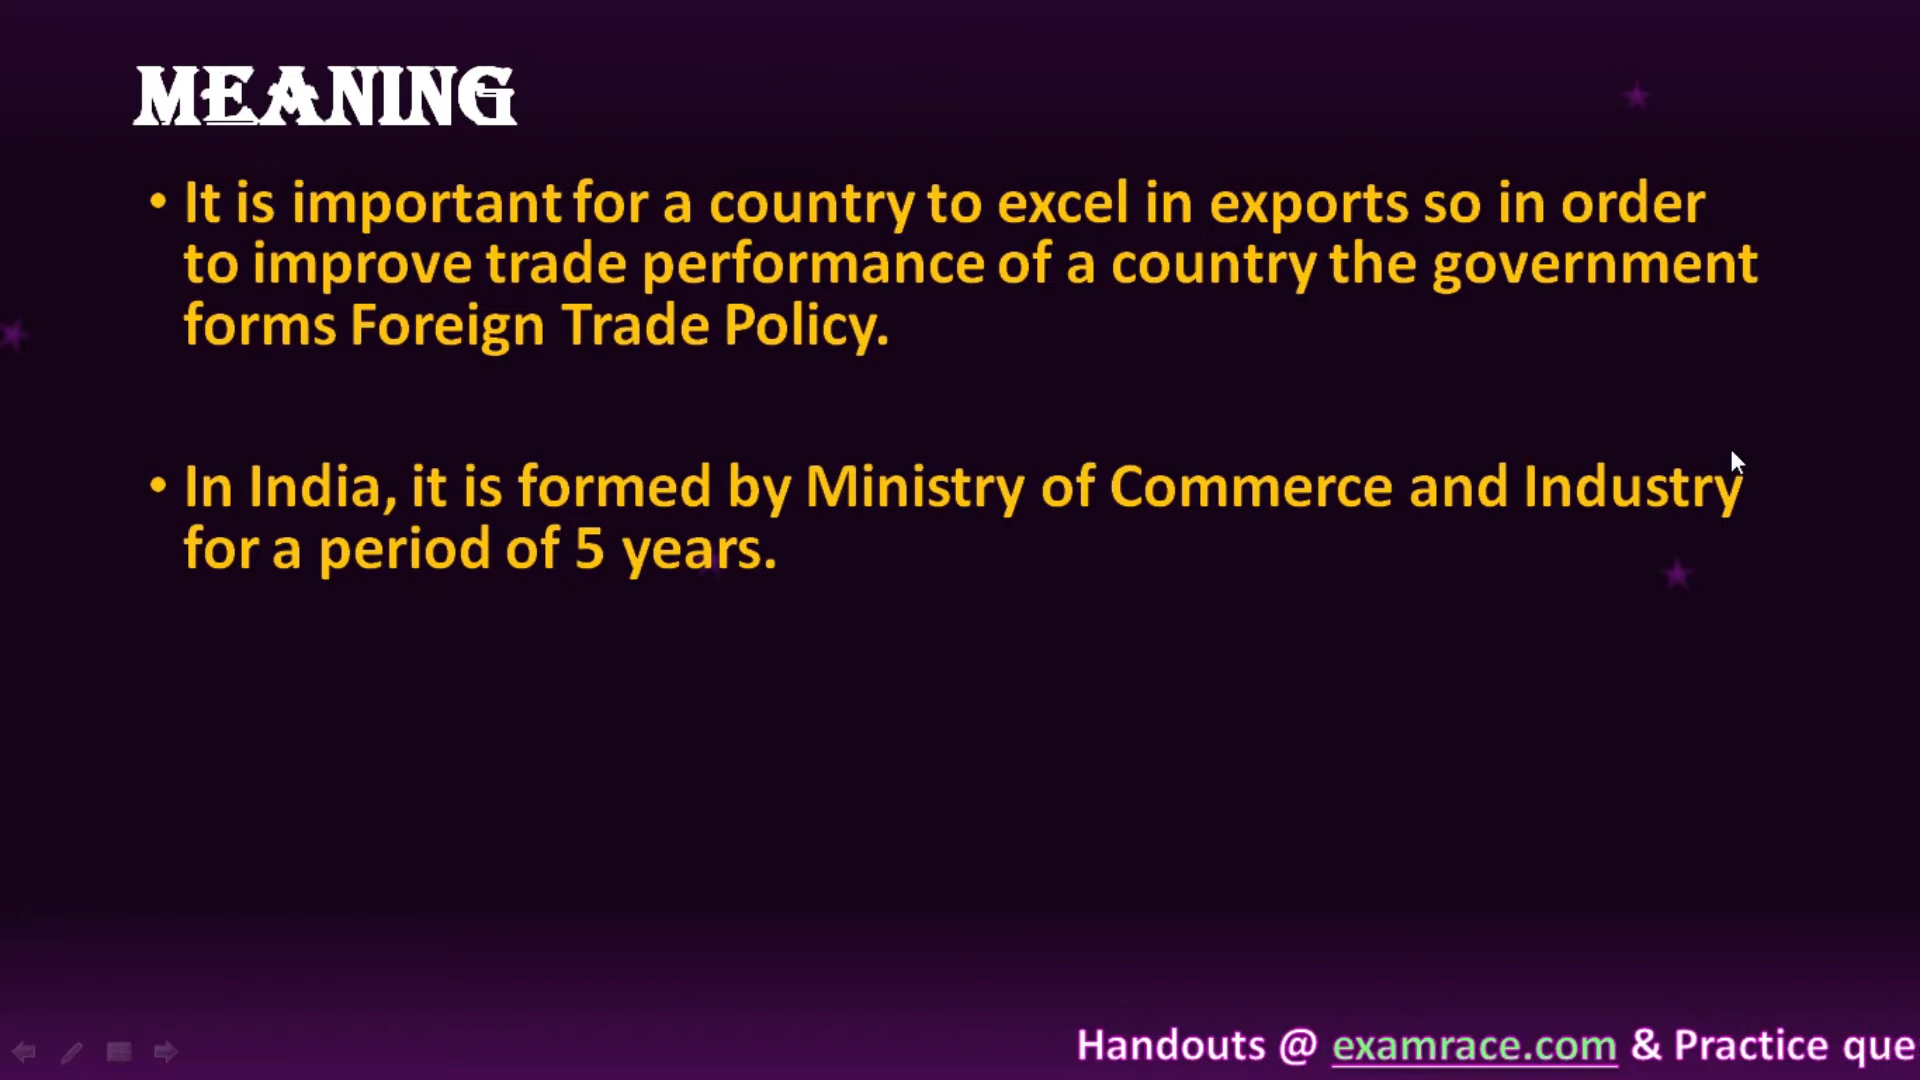 MEANING
• It is important for a country to excel in exports so in order
to improve trade performance of a country the government
forms Foreign Trade Policy.
• In India, it is formed by Ministry of Commerce and Industry
for a period of 5 years.
Handouts @ examrace.com & Practice que